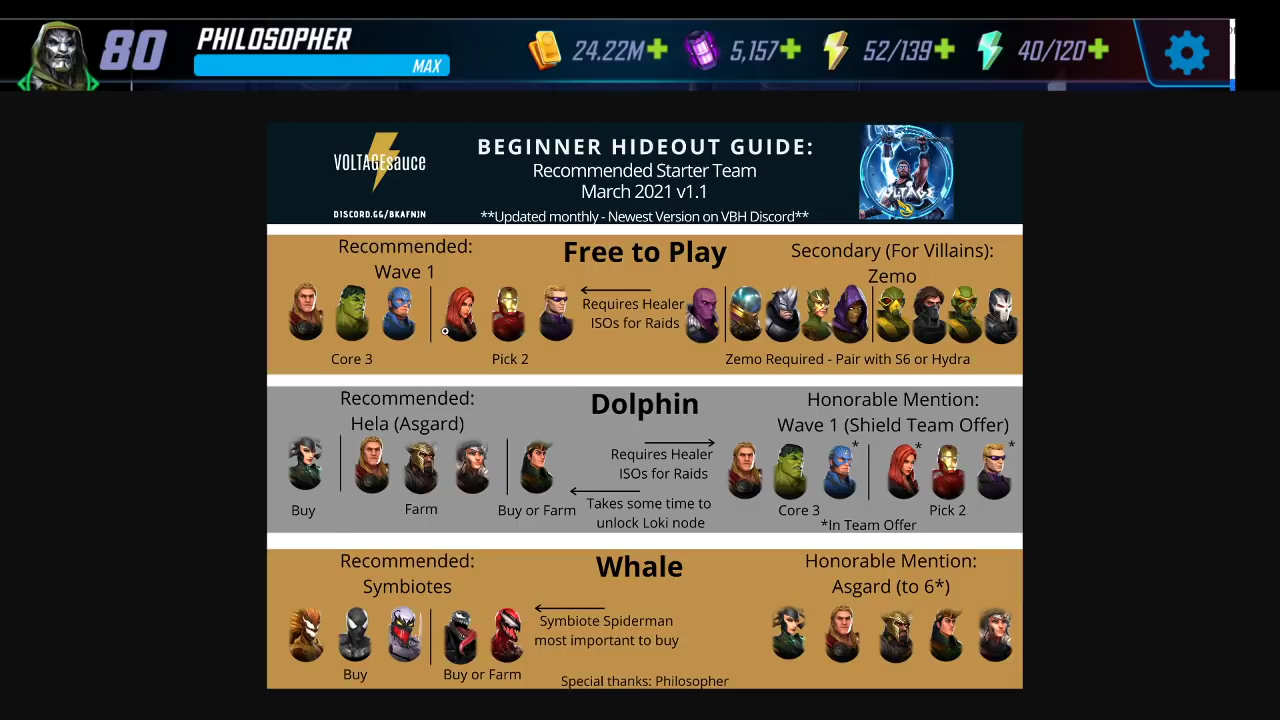 80
PHILOSOPHER
MAX
24.22M
5,157
52/139
40/120
VOLTAGEsauce
DISCORD.GG/BKAFNJN
BEGINNER HIDEOUT GUIDE:
Recommended Starter Team
March 2021 v1.1
**Updated monthly - Newest Version on VBH Discord**
VOLTAGE
Recommended:
Wave 1
Free to Play
Secondary (For Villains):
Zemo
Requires Healer
ISOs for Raids
Core 3
Pick 2
Zemo Required - Pair with S6 or Hydra
Recommended:
Hela (Asgard)
Dolphin
Honorable Mention:
Wave 1 (Shield Team Offer)
* * *
Requires Healer
ISOs for Raids
Takes some time to
unlock Loki node
Buy
Farm
Buy or Farm
Core 3
Pick 2
*In Team Offer
Recommended:
Symbiotes
Whale
Honorable Mention:
Asgard (to 6*)
Symbiote Spiderman
most important to buy
Buy
Buy or Farm
Special thanks: Philosopher